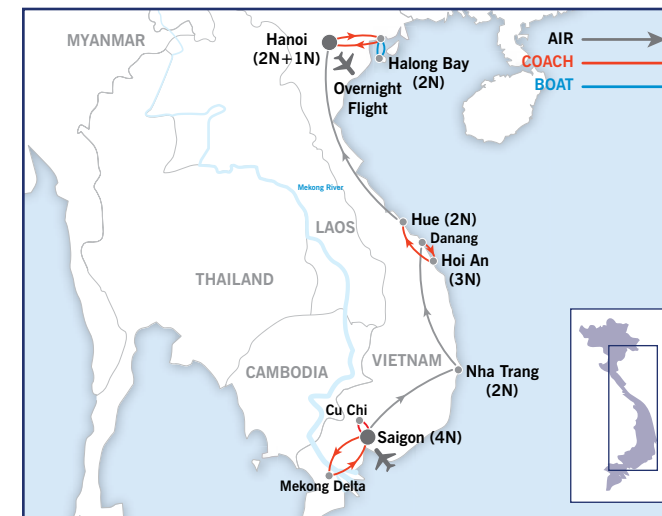 MYANMAR
Hanoi
(2N+1N)
Halong Bay
(2N)
Overnight
Flight
AIR
COACH
BOAT
Mekong River
Hue (2N)
Danang
LAOS
Hoi An
(3N)
THAILAND
VIETNAM
CAMBODIA
Nha Trang
(2N)
Cu Chi
Saigon (4N)
Mekong Delta